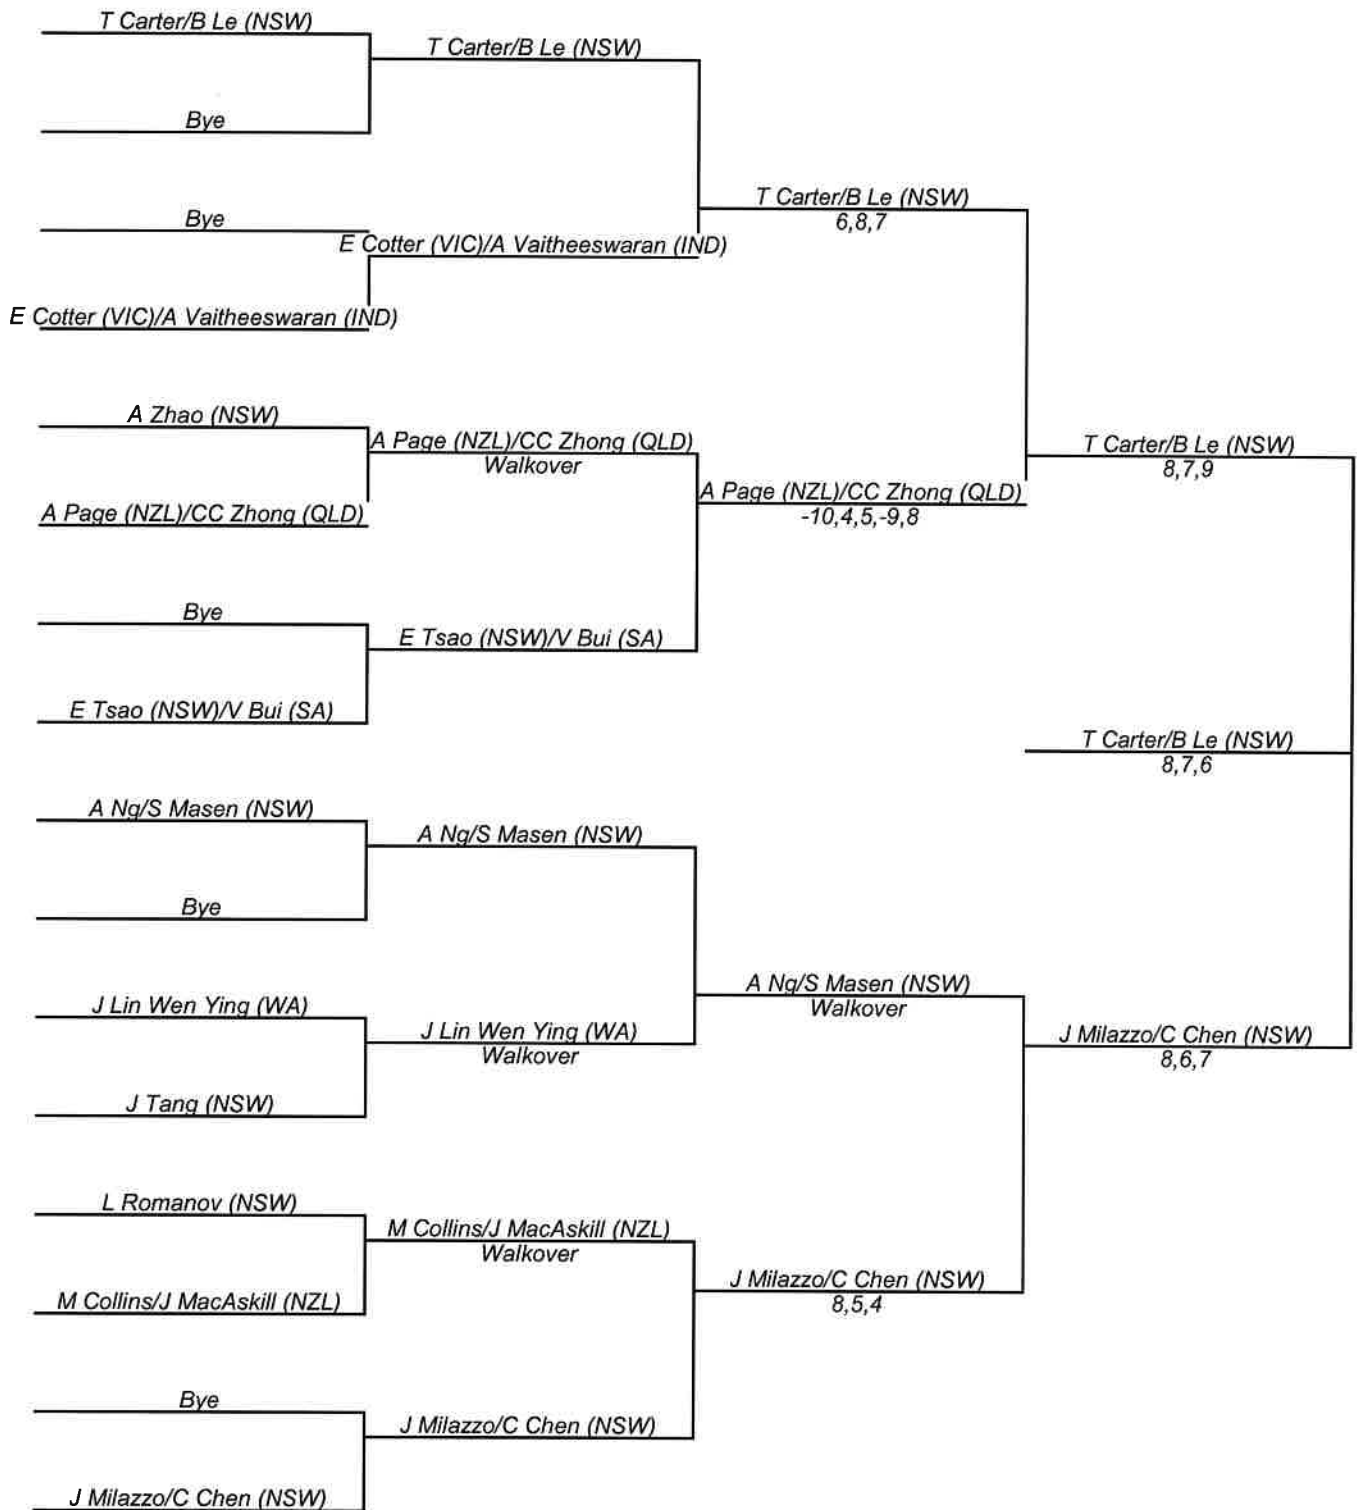 T Carter/B Le (NSW)
T Carter/B Le (NSW)
Bye
T Carter/B Le (NSW)
6,8,7
Bye
E Cotter (VIC)/A Vaitheeswaran (IND)
E Cotter (VIC)/A Vaitheeswaran (IND)
A Zhao (NSW)
A Page (NZL)/CC Zhong (QLD)
Walkover
T Carter/B Le (NSW)
8,7,9
A Page (NZL)/CC Zhong (QLD)
-10,4,5,-9,8
A Page (NZL)/CC Zhong (QLD)
Bye
E Tsao (NSW)/V Bui (SA)
E Tsao (NSW)/V Bui (SA)
T Carter/B Le (NSW)
8,7,6
A Ng/S Masen (NSW)
A Ng/S Masen (NSW)
Bye
A Ng/S Masen (NSW)
Walkover
J Lin Wen Ying (WA)
J Lin Wen Ying (WA)
Walkover
J Milazzo/C Chen (NSW)
8,6,7
J Tang (NSW)
L Romanov (NSW)
M Collins/J MacAskill (NZL)
Walkover
J Milazzo/C Chen (NSW)
8,5,4
M Collins/J MacAskill (NZL)
Bye
J Milazzo/C Chen (NSW)
J Milazzo/C Chen (NSW)